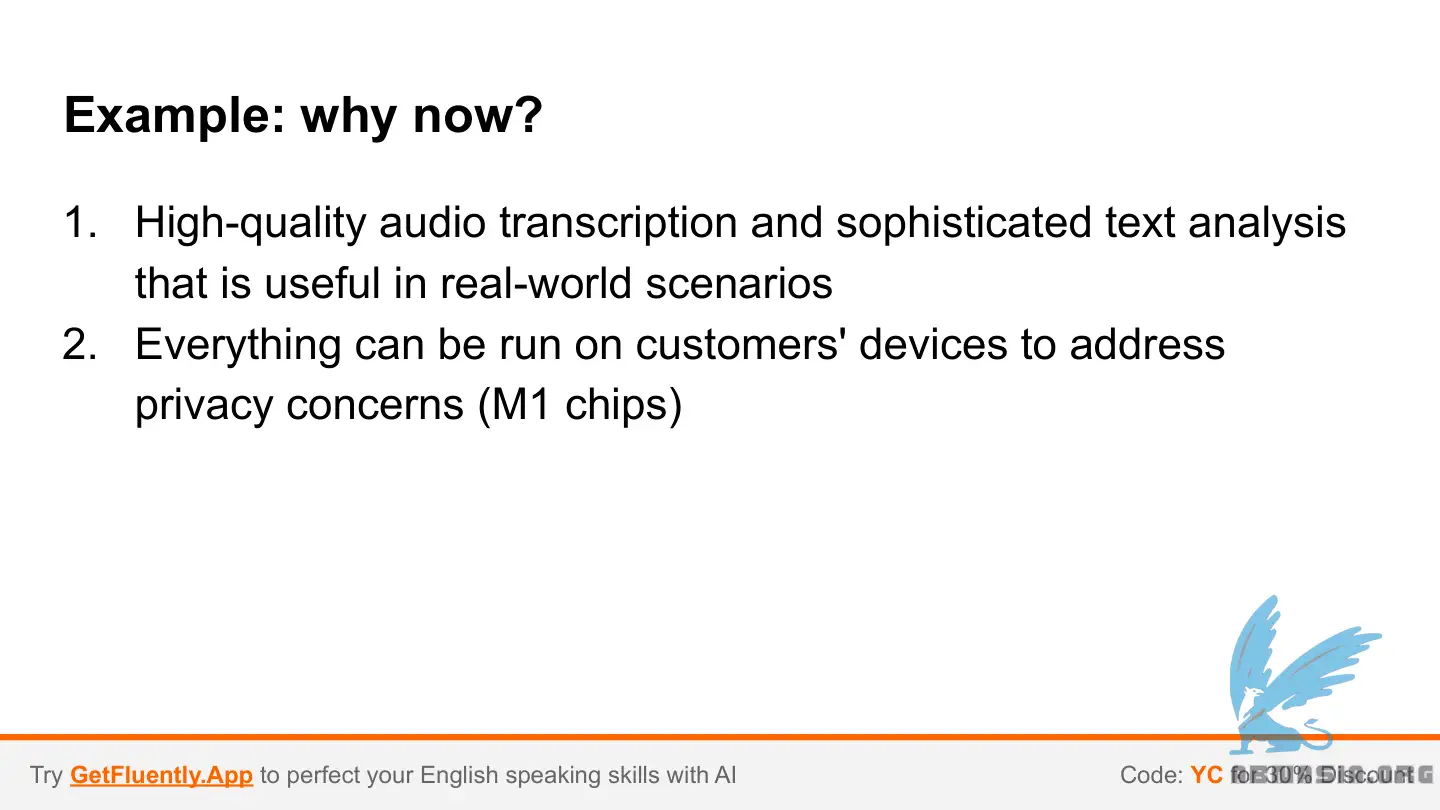 Example: why now?
1. High-quality audio transcription and sophisticated text analysis
that is useful in real-world scenarios
2. Everything can be run on customers' devices to address
privacy concerns (M1 chips)
Try GetFluently.App to perfect your English speaking skills with AI
Code: YC for 30% Discount